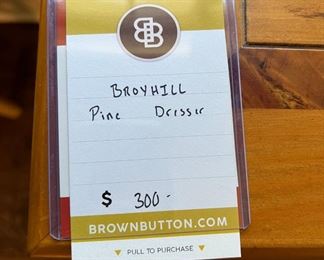 BB
BROYHILL
Pine Dresser
$ 300-
BROWNBUTTON.COM
▼ PULL TO PURCHASE ▼